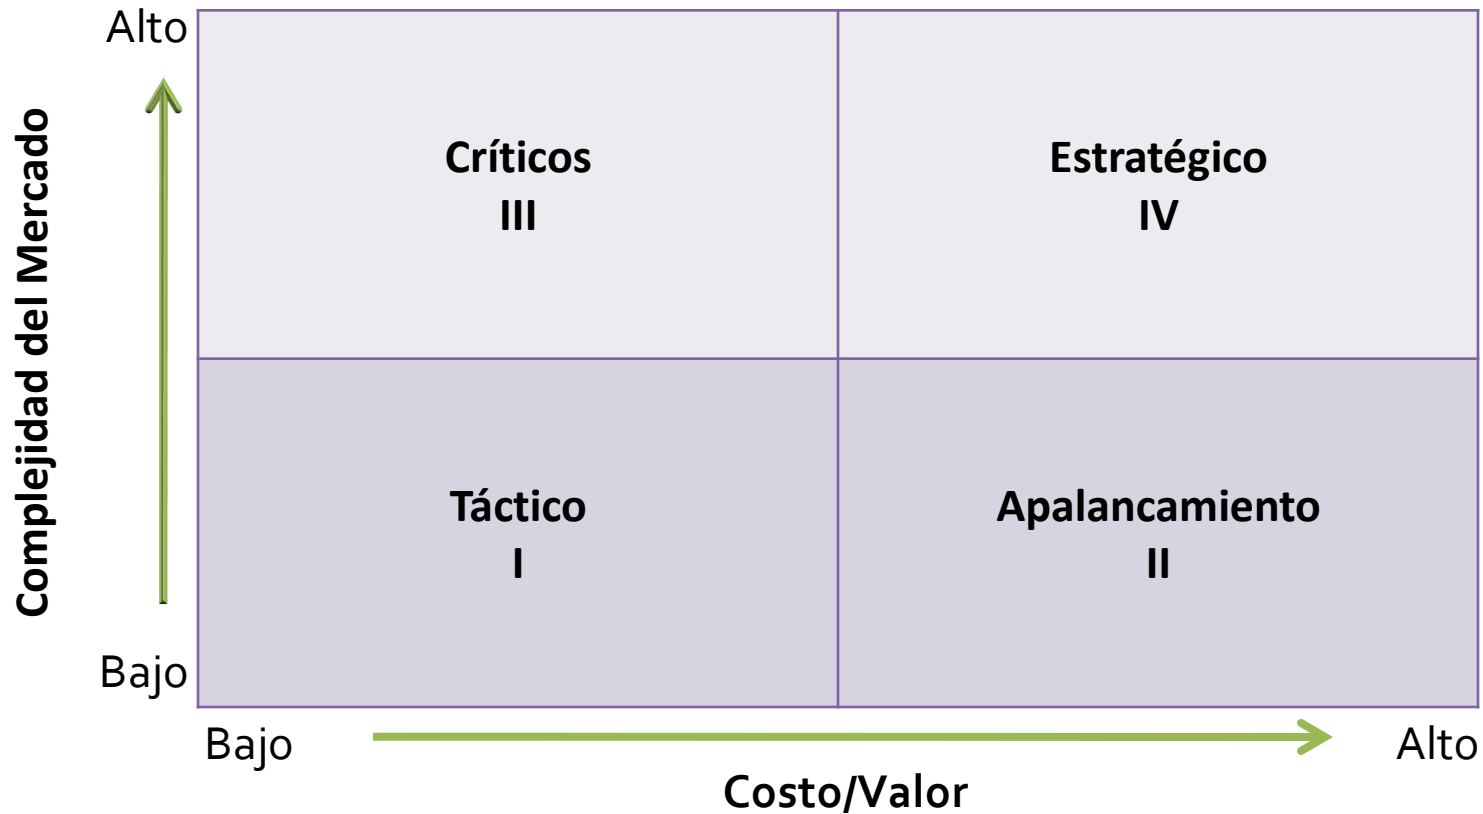 Alto
Complejidad del Mercado
Críticos
III
Estratégico
IV
Táctico
I
Apalancamiento
II
Bajo
Bajo
Alto
Costo/Valor